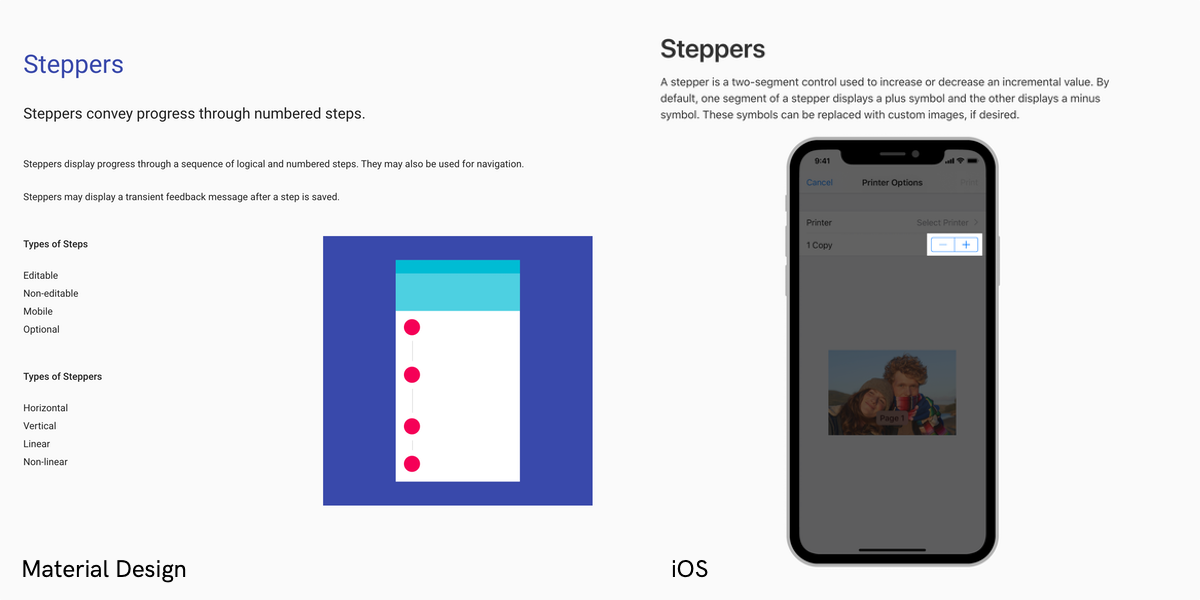 Steppers
Steppers convey progress through numbered steps.
Steppers display progress through a sequence of logical and numbered steps. They may also be used for navigation.
Steppers may display a transient feedback message after a step is saved.
Types of Steps
Editable
Non-editable
Mobile
Optional
Types of Steppers
Horizontal
Vertical
Linear
Non-linear
Material Design
Steppers
A stepper is a two-segment control used to increase or decrease an incremental value. By
default, one segment of a stepper displays a plus symbol and the other displays a minus
symbol. These symbols can be replaced with custom images, if desired.
9:41
Cancel Printer Options Print
Printer Select Printer >
1 Copy − +
Page 1
iOS